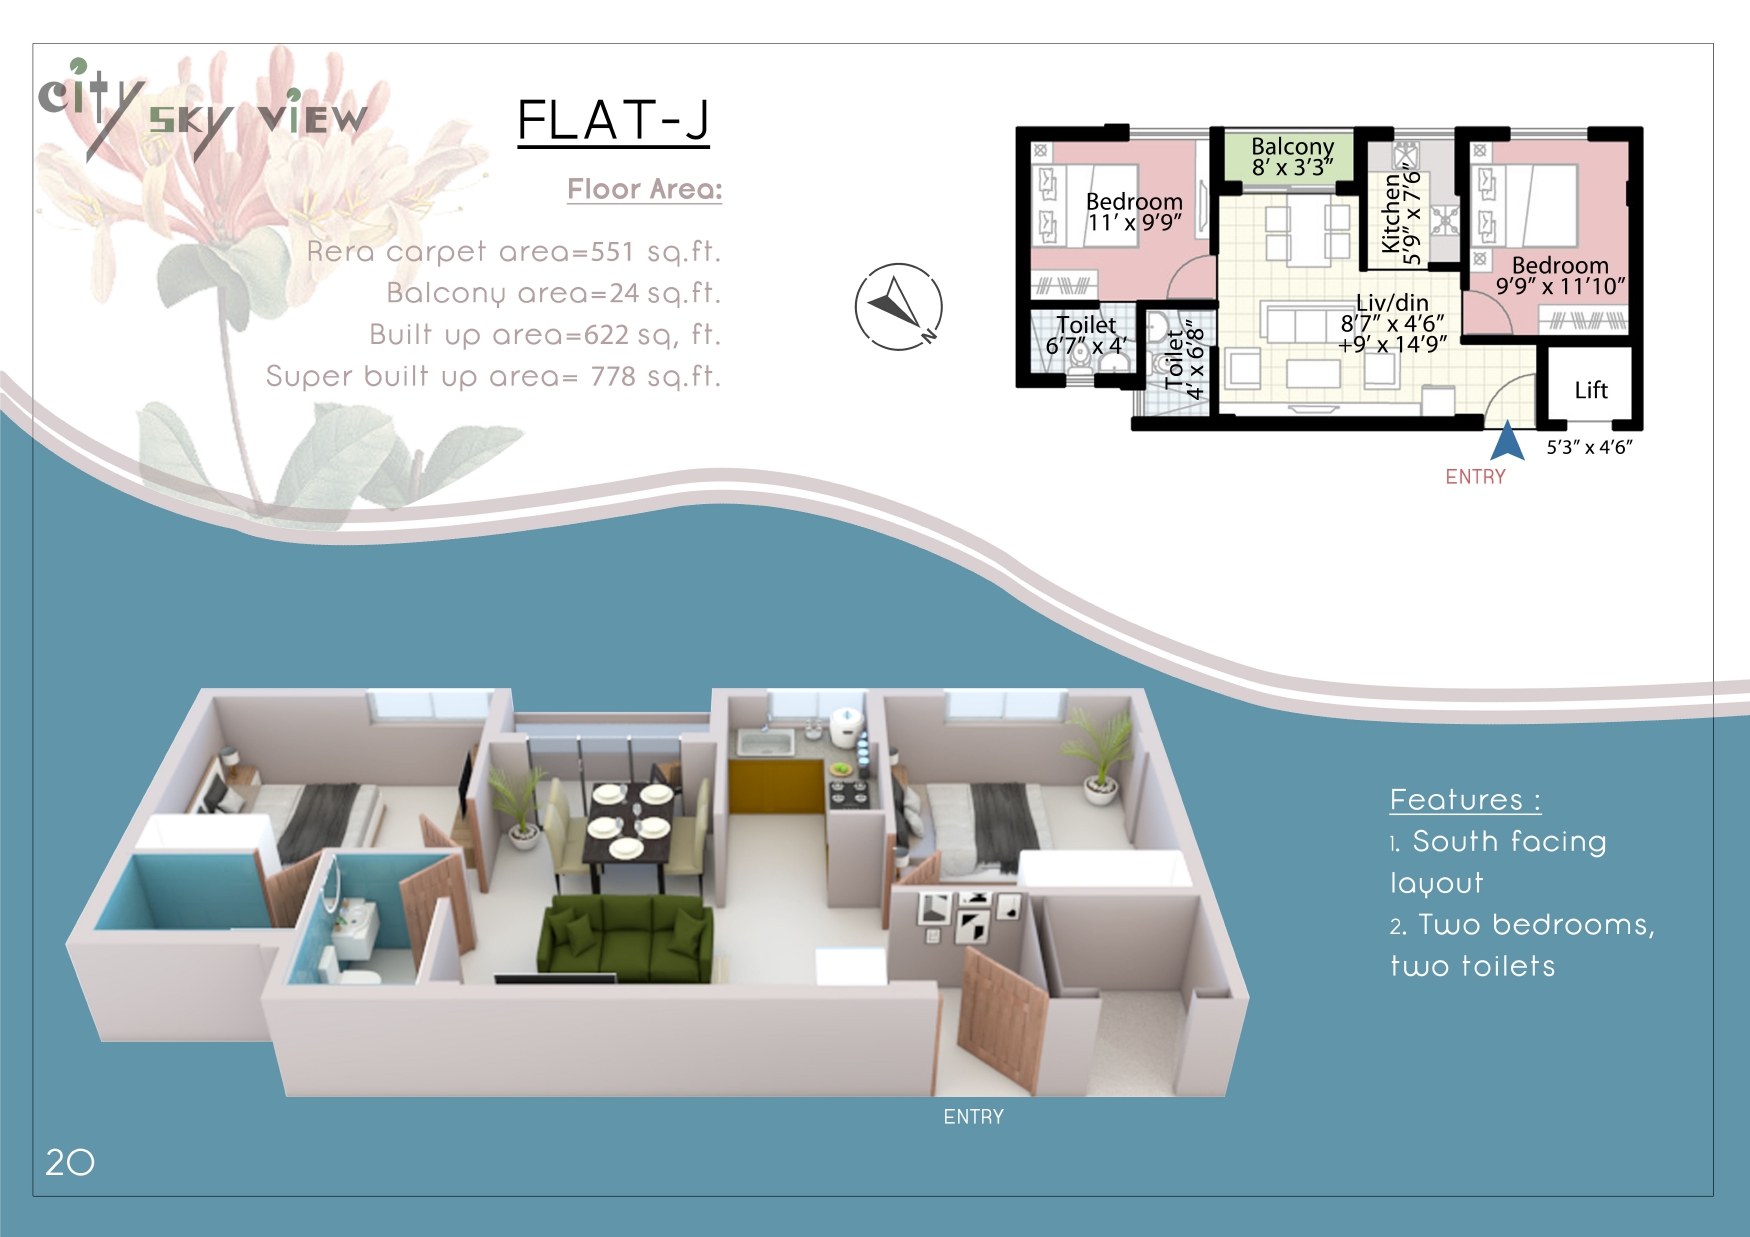 city
SKY VIEW
FLAT-J
Floor Area:
Rera carpet area=551 sq.ft.
Balcony area=24 sq.ft.
Built up area=622 sq, ft.
Super built up area= 778 sq.ft.
N
Balcony
8' x 3'3"
Bedroom
11' x 9'9"
Kitchen
5'9" x 7'6"
Bedroom
9'9" x 11'10"
Liv/din
8'7" x 4'6"
+9' x 14'9"
Toilet
6'7" x 4'
Toilet
4' x 6'8"
Lift
5'3" x 4'6"
ENTRY
Features :
1. South facing
layout
2. Two bedrooms,
two toilets
ENTRY
20